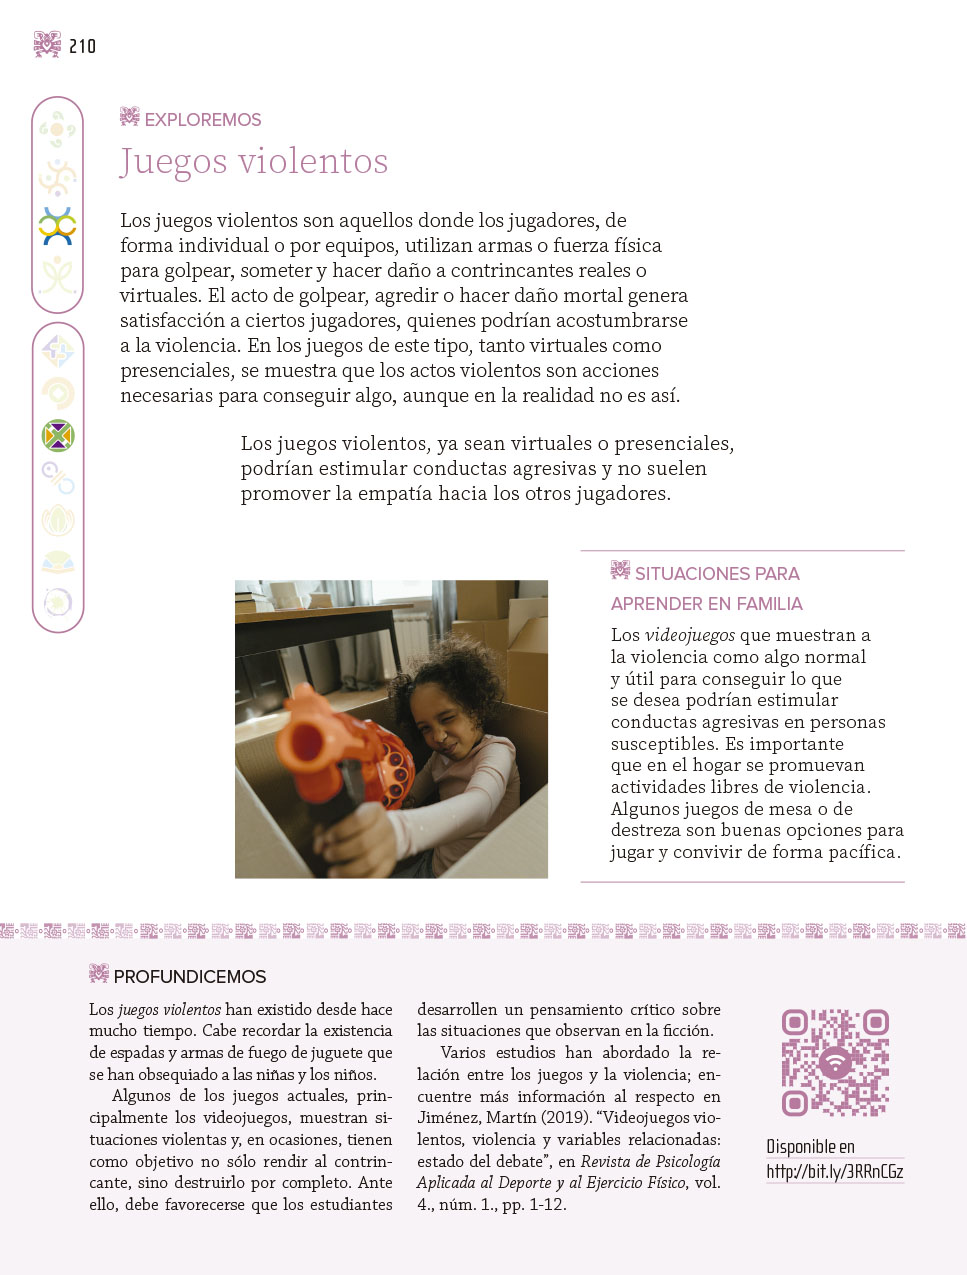 210
EXPLOREMOS
Juegos violentos
Los juegos violentos son aquellos donde los jugadores, de
forma individual o por equipos, utilizan armas o fuerza física
para golpear, someter y hacer daño a contrincantes reales o
virtuales. El acto de golpear, agredir o hacer daño mortal genera
satisfacción a ciertos jugadores, quienes podrían acostumbrarse
a la violencia. En los juegos de este tipo, tanto virtuales como
presenciales, se muestra que los actos violentos son acciones
necesarias para conseguir algo, aunque en la realidad no es así.
Los juegos violentos, ya sean virtuales o presenciales,
podrían estimular conductas agresivas y no suelen
promover la empatía hacia los otros jugadores.
SITUACIONES PARA
APRENDER EN FAMILIA
Los videojuegos que muestran a
la violencia como algo normal
y útil para conseguir lo que
se desea podrían estimular
conductas agresivas en personas
susceptibles. Es importante
que en el hogar se promuevan
actividades libres de violencia.
Algunos juegos de mesa o de
destreza son buenas opciones para
jugar y convivir de forma pacífica.
PROFUNDICEMOS
Los juegos violentos han existido desde hace
mucho tiempo. Cabe recordar la existencia
de espadas y armas de fuego de juguete que
se han obsequiado a las niñas y los niños.
Algunos de los juegos actuales, prin-
cipalmente los videojuegos, muestran si-
tuaciones violentas y, en ocasiones, tienen
como objetivo no sólo rendir al contrin-
cante, sino destruirlo por completo. Ante
ello, debe favorecerse que los estudiantes
desarrollen un pensamiento crítico sobre
las situaciones que observan en la ficción.
Varios estudios han abordado la re-
lación entre los juegos y la violencia; en-
cuentre más información al respecto en
Jiménez, Martín (2019). “Videojuegos vio-
lentos, violencia y variables relacionadas:
estado del debate”, en Revista de Psicología
Aplicada al Deporte y al Ejercicio Físico, vol.
4., núm. 1., pp. 1-12.
Disponible en
http://bit.ly/3RRnCGz